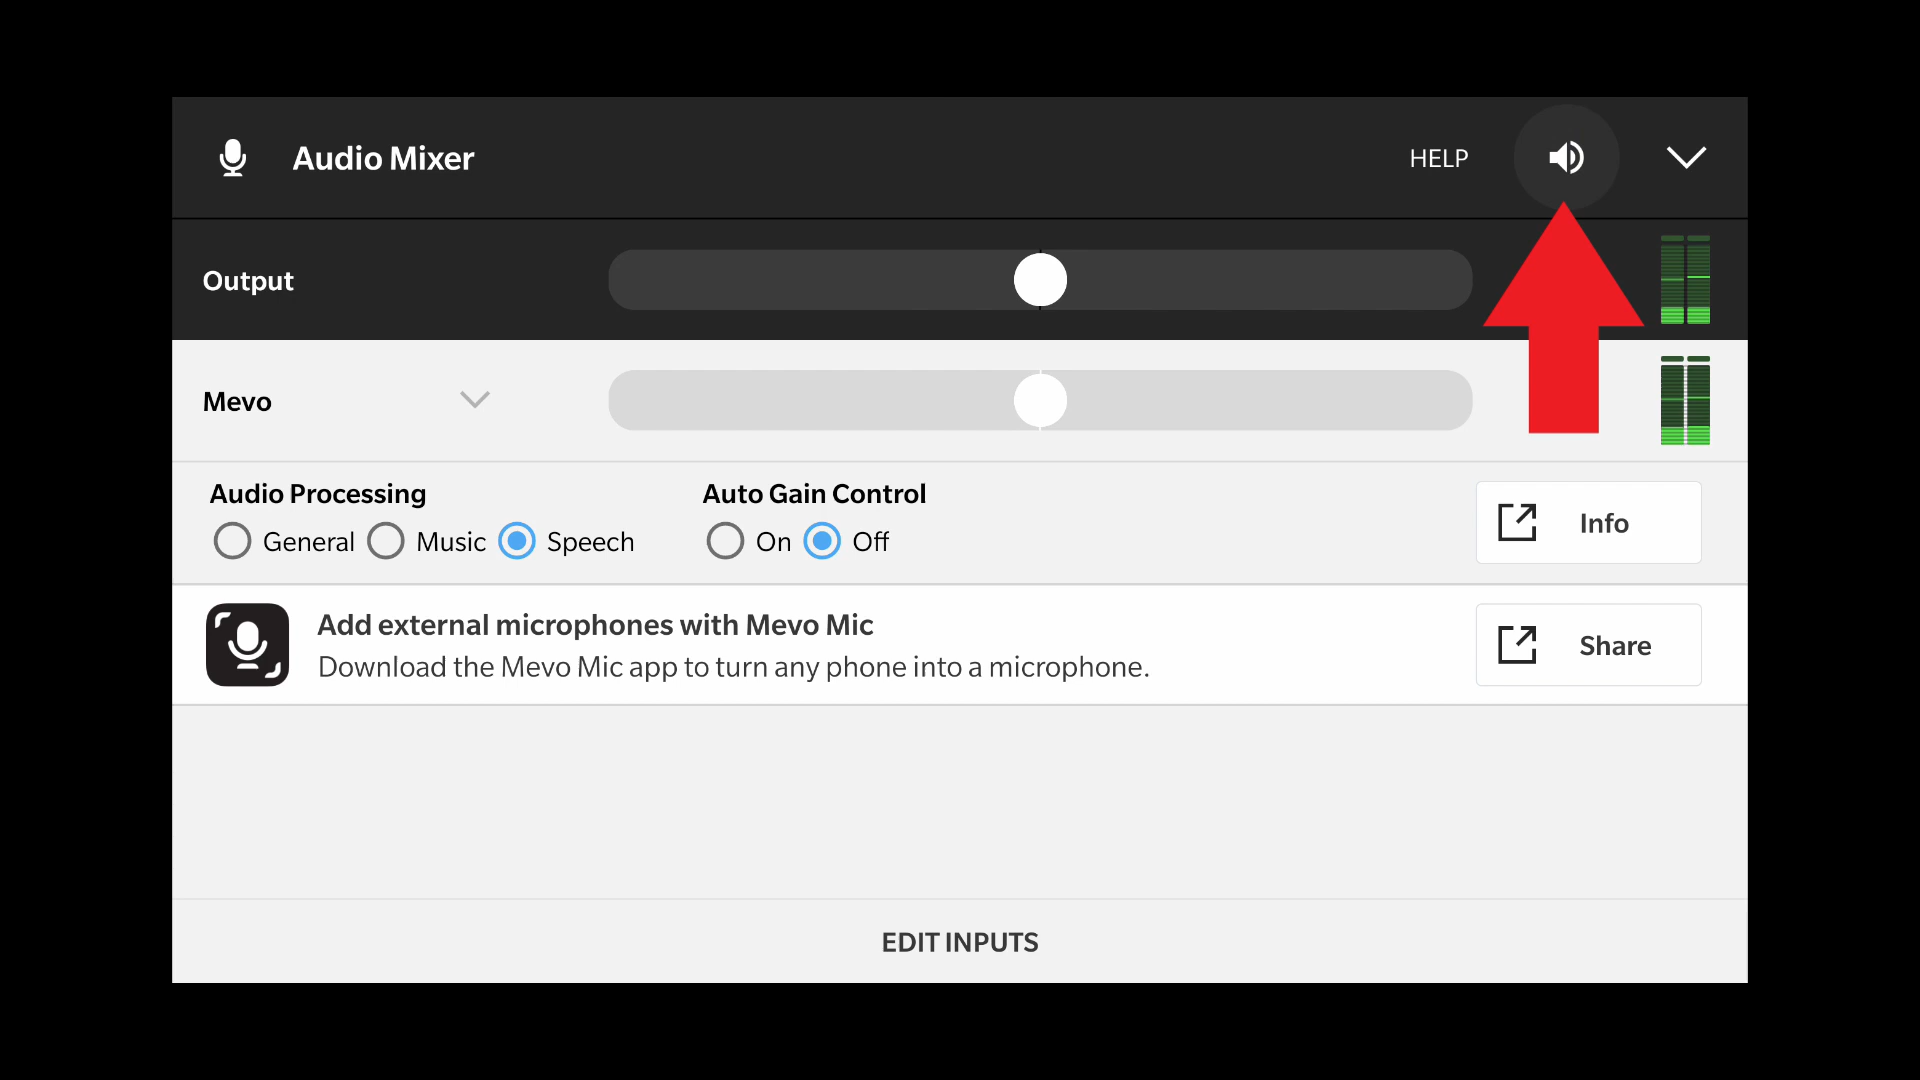 Audio Mixer
HELP
Output
Mevo
Audio Processing
Auto Gain Control
General Music Speech
On Off
Info
Add external microphones with Mevo Mic
Download the Mevo Mic app to turn any phone into a microphone.
Share
EDIT INPUTS